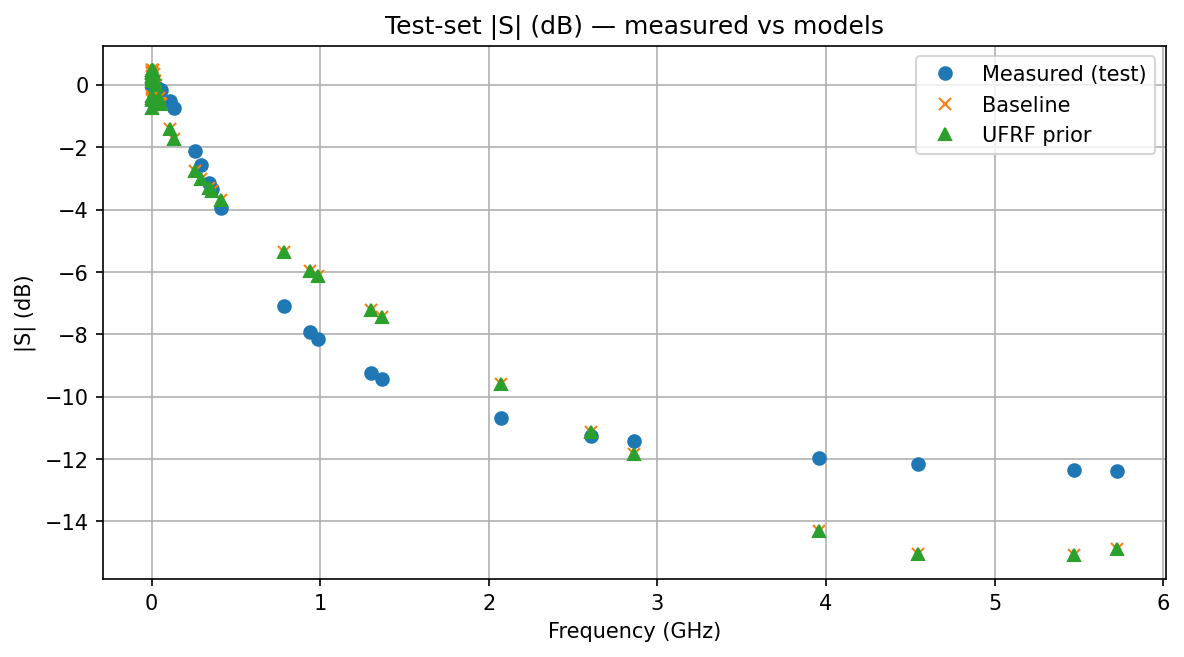 Test-set |S| (dB) — measured vs models
Measured (test)
Baseline
UFRF prior
|S| (dB)
0
−2
−4
−6
−8
−10
−12
−14
0 1 2 3 4 5 6
Frequency (GHz)